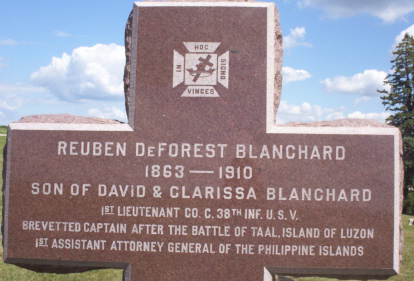 IN HOC SIGNO VINCES
REUBEN DeFOREST BLANCHARD
1863 — 1910
SON OF DAVID & CLARISSA BLANCHARD
1ST LIEUTENANT CO. C. 38TH INF. U.S.V.
BREVETTED CAPTAIN AFTER THE BATTLE OF TAAL, ISLAND OF LUZON
1ST ASSISTANT ATTORNEY GENERAL OF THE PHILIPPINE ISLANDS